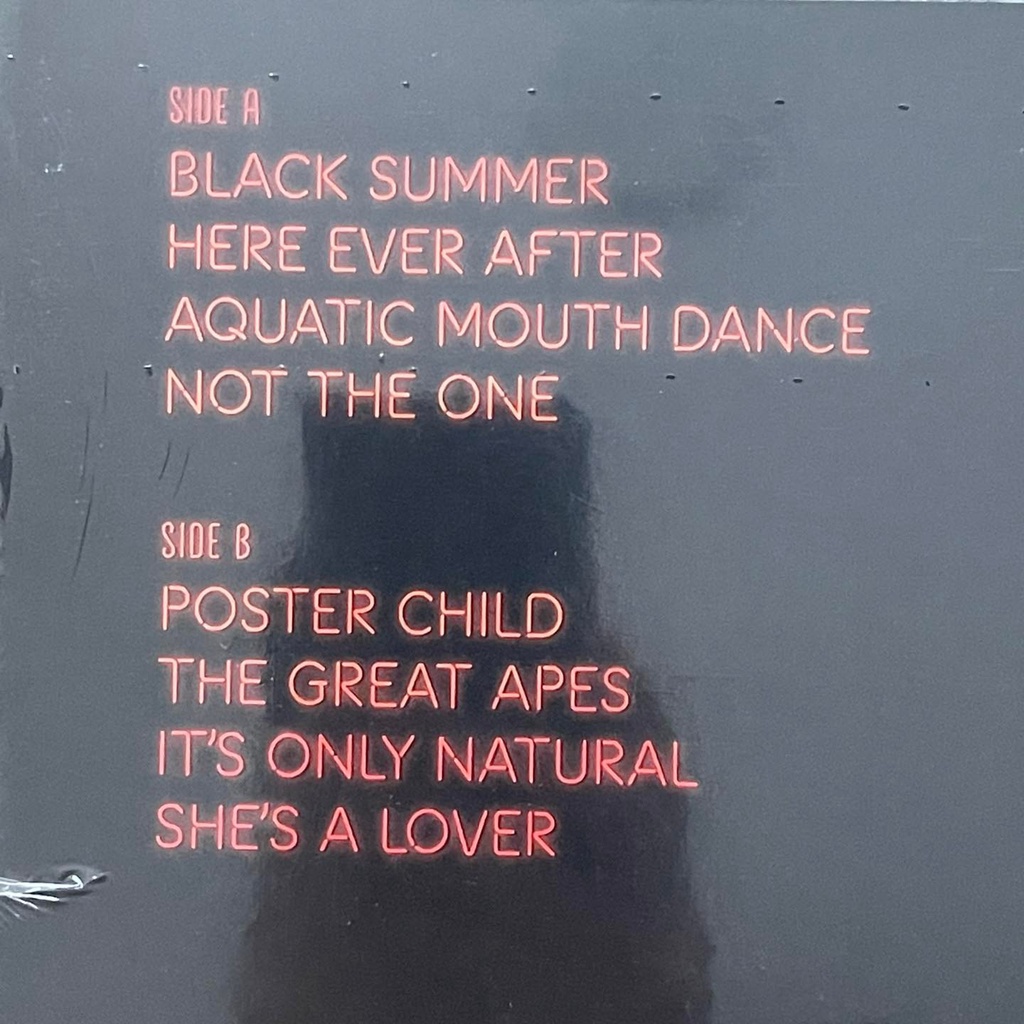 SIDE A
BLACK SUMMER
HERE EVER AFTER
AQUATIC MOUTH DANCE
NOT THE ONE
SIDE B
POSTER CHILD
THE GREAT APES
IT'S ONLY NATURAL
SHE'S A LOVER